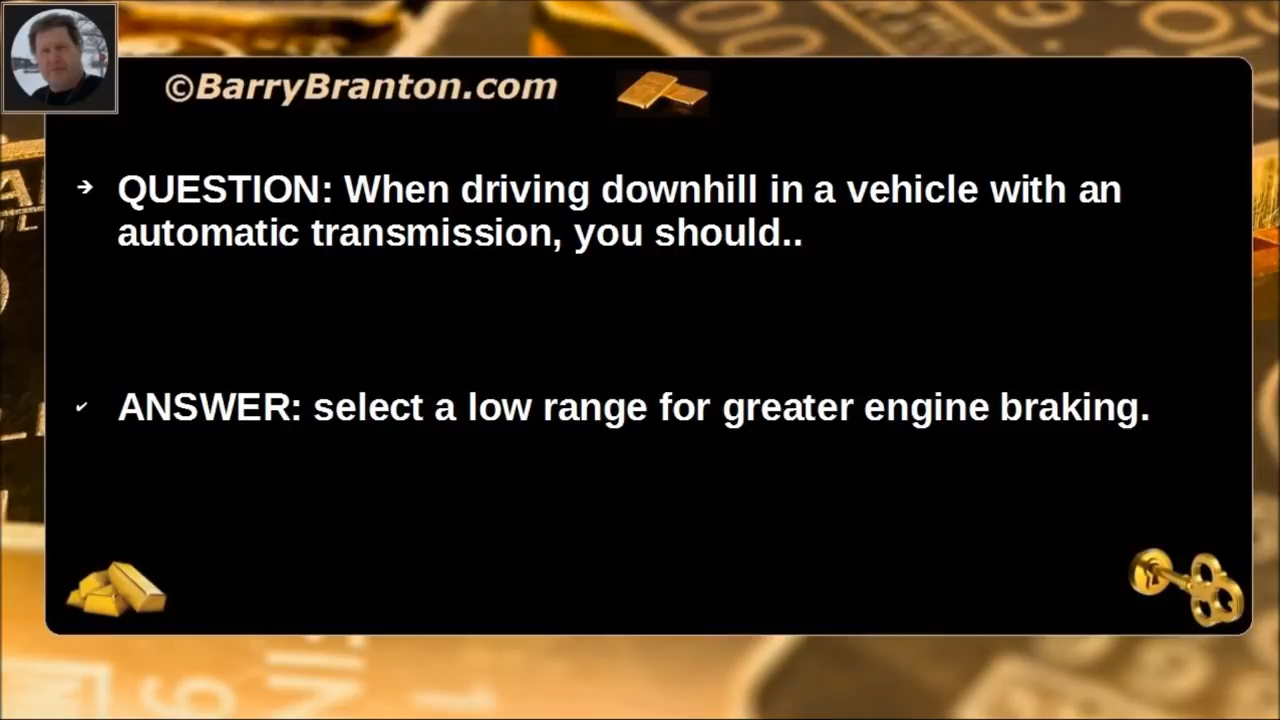 ©BarryBranton.com
QUESTION: When driving downhill in a vehicle with an
automatic transmission, you should..
ANSWER: select a low range for greater engine braking.